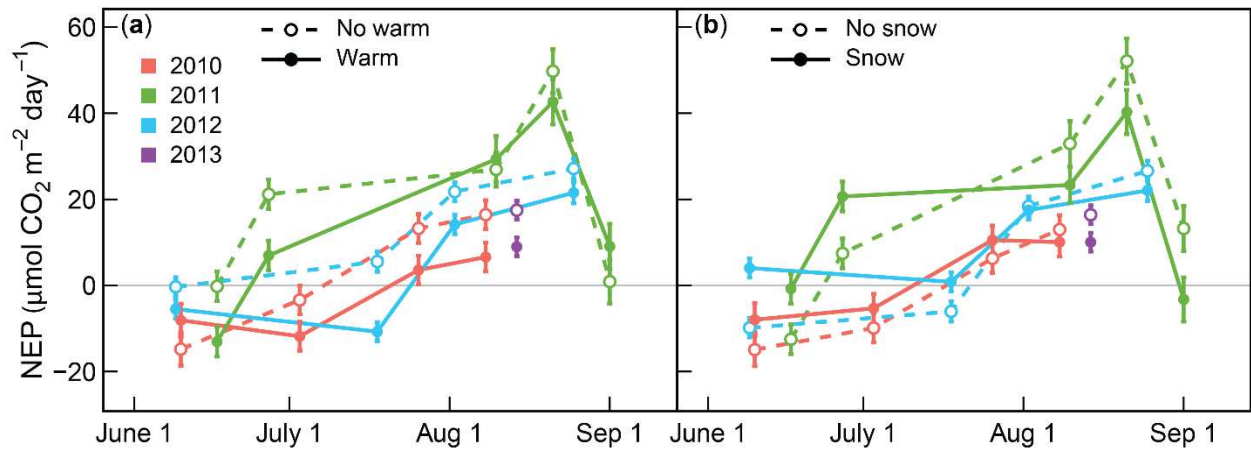 (a)
No warm
Warm
2010
2011
2012
2013
(b)
No snow
Snow
NEP (μmol CO₂ m⁻² day⁻¹)
60
40
20
0
−20
June 1 July 1 Aug 1 Sep 1
June 1 July 1 Aug 1 Sep 1